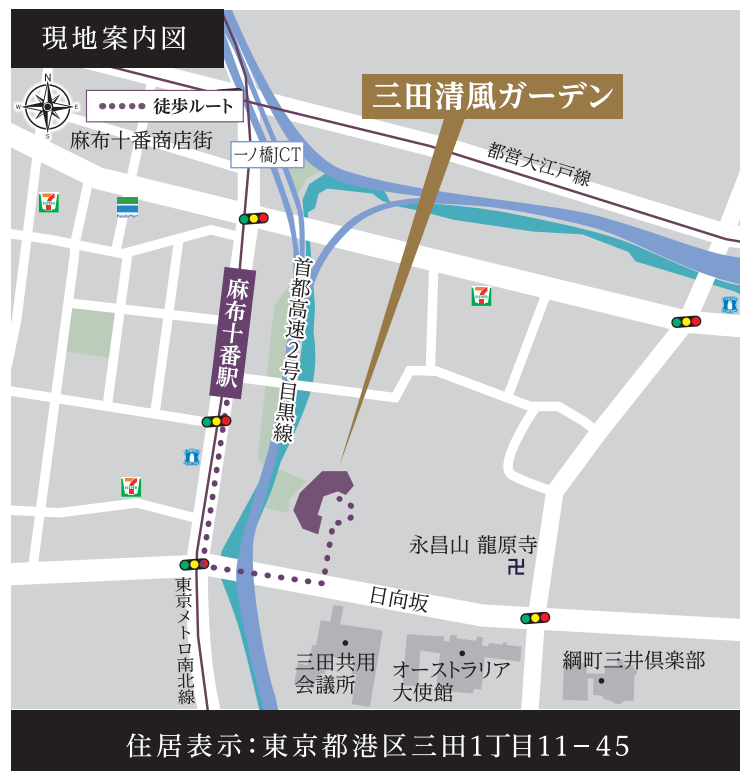 現地案内図
N
W
E
S
徒歩ルート
麻布十番商店街
三田清風ガーデン
一ノ橋JCT
都営大江戸線
FamilyMart
首都高速2号目黒線
麻布十番駅
永昌山 龍原寺
日向坂
東京メトロ南北線
三田共用
会議所
オーストラリア
大使館
綱町三井倶楽部
住居表示：東京都港区三田1丁目11−45